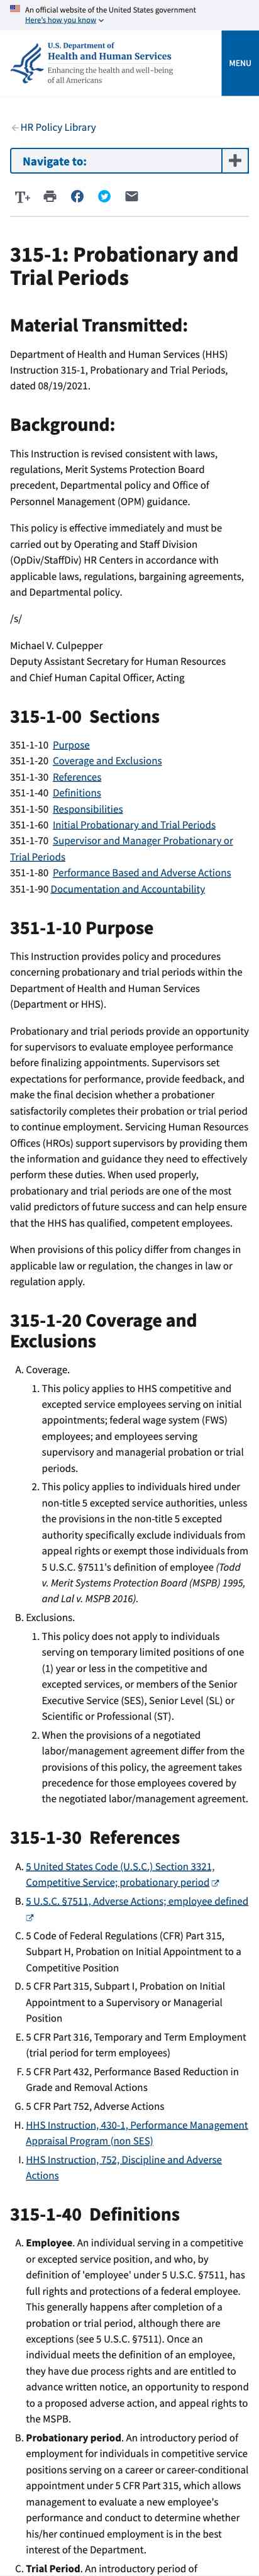 An official website of the United States government
Here's how you know
U.S. Department of
Health and Human Services
Enhancing the health and well-being
of all Americans
MENU
HR Policy Library
Navigate to:
315-1: Probationary and
Trial Periods
Material Transmitted:
Department of Health and Human Services (HHS)
Instruction 315-1, Probationary and Trial Periods,
dated 08/19/2021.
Background:
This Instruction is revised consistent with laws,
regulations, Merit Systems Protection Board
precedent, Departmental policy and Office of
Personnel Management (OPM) guidance.
This policy is effective immediately and must be
carried out by Operating and Staff Division
(OpDiv/StaffDiv) HR Centers in accordance with
applicable laws, regulations, bargaining agreements,
and Departmental policy.
/s/
Michael V. Culpepper
Deputy Assistant Secretary for Human Resources
and Chief Human Capital Officer, Acting
315-1-00 Sections
351-1-10 Purpose
351-1-20 Coverage and Exclusions
351-1-30 References
351-1-40 Definitions
351-1-50 Responsibilities
351-1-60 Initial Probationary and Trial Periods
351-1-70 Supervisor and Manager Probationary or
Trial Periods
351-1-80 Performance Based and Adverse Actions
351-1-90 Documentation and Accountability
351-1-10 Purpose
This Instruction provides policy and procedures
concerning probationary and trial periods within the
Department of Health and Human Services
(Department or HHS).
Probationary and trial periods provide an opportunity
for supervisors to evaluate employee performance
before finalizing appointments. Supervisors set
expectations for performance, provide feedback, and
make the final decision whether a probationer
satisfactorily completes their probation or trial period
to continue employment. Servicing Human Resources
Offices (HROs) support supervisors by providing them
the information and guidance they need to effectively
perform these duties. When used properly,
probationary and trial periods are one of the most
valid predictors of future success and can help ensure
that the HHS has qualified, competent employees.
When provisions of this policy differ from changes in
applicable law or regulation, the changes in law or
regulation apply.
315-1-20 Coverage and
Exclusions
A. Coverage.
1. This policy applies to HHS competitive and
excepted service employees serving on initial
appointments; federal wage system (FWS)
employees; and employees serving
supervisory and managerial probation or trial
periods.
2. This policy applies to individuals hired under
non-title 5 excepted service authorities, unless
the provisions in the non-title 5 excepted
authority specifically exclude individuals from
appeal rights or exempt those individuals from
5 U.S.C. §7511's definition of employee (Todd
v. Merit Systems Protection Board (MSPB) 1995,
and Lal v. MSPB 2016).
B. Exclusions.
1. This policy does not apply to individuals
serving on temporary limited positions of one
(1) year or less in the competitive and
excepted services, or members of the Senior
Executive Service (SES), Senior Level (SL) or
Scientific or Professional (ST).
2. When the provisions of a negotiated
labor/management agreement differ from the
provisions of this policy, the agreement takes
precedence for those employees covered by
the negotiated labor/management agreement.
315-1-30 References
A. 5 United States Code (U.S.C.) Section 3321,
Competitive Service; probationary period
B. 5 U.S.C. §7511, Adverse Actions; employee defined
C. 5 Code of Federal Regulations (CFR) Part 315,
Subpart H, Probation on Initial Appointment to a
Competitive Position
D. 5 CFR Part 315, Subpart I, Probation on Initial
Appointment to a Supervisory or Managerial
Position
E. 5 CFR Part 316, Temporary and Term Employment
(trial period for term employees)
F. 5 CFR Part 432, Performance Based Reduction in
Grade and Removal Actions
G. 5 CFR Part 752, Adverse Actions
H. HHS Instruction, 430-1, Performance Management
Appraisal Program (non SES)
I. HHS Instruction, 752, Discipline and Adverse
Actions
315-1-40 Definitions
A. Employee. An individual serving in a competitive
or excepted service position, and who, by
definition of 'employee' under 5 U.S.C. §7511, has
full rights and protections of a federal employee.
This generally happens after completion of a
probation or trial period, although there are
exceptions (see 5 U.S.C. §7511). Once an
individual meets the definition of an employee,
they have due process rights and are entitled to
advance written notice, an opportunity to respond
to a proposed adverse action, and appeal rights to
the MSPB.
B. Probationary period. An introductory period of
employment for individuals in competitive service
positions serving on a career or career-conditional
appointment under 5 CFR Part 315, which allows
management to evaluate a new employee's
performance and conduct to determine whether
his/her continued employment is in the best
interest of the Department.
C. Trial Period. An introductory period of